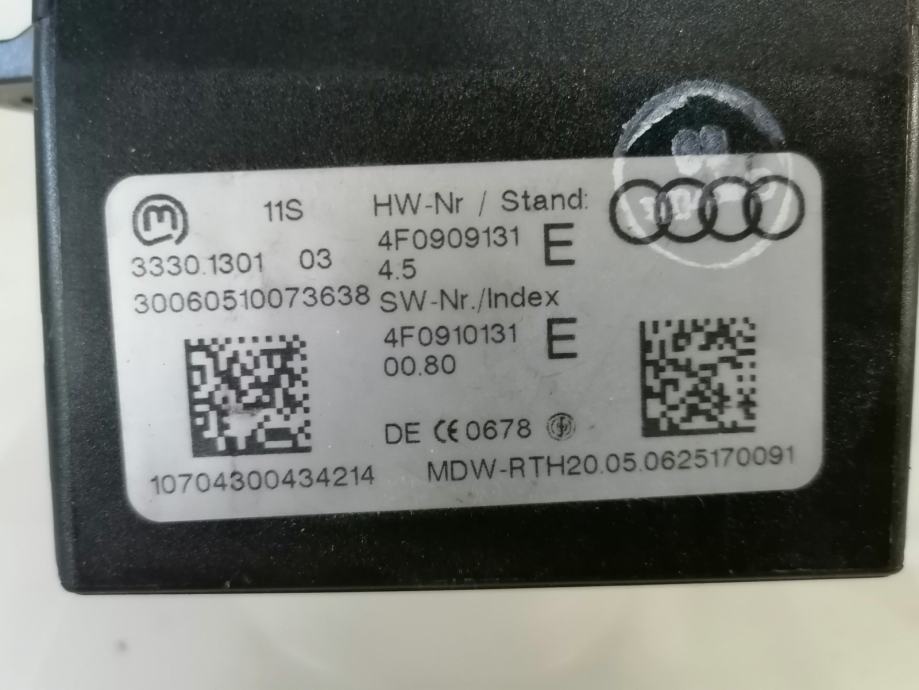 11S
3330.1301 03
30060510073638
HW-Nr / Stand:
4F0909131 E
4.5
SW-Nr./Index
4F0910131 E
00.80
DE CE 0678
10704300434214
MDW-RTH20.05.0625170091